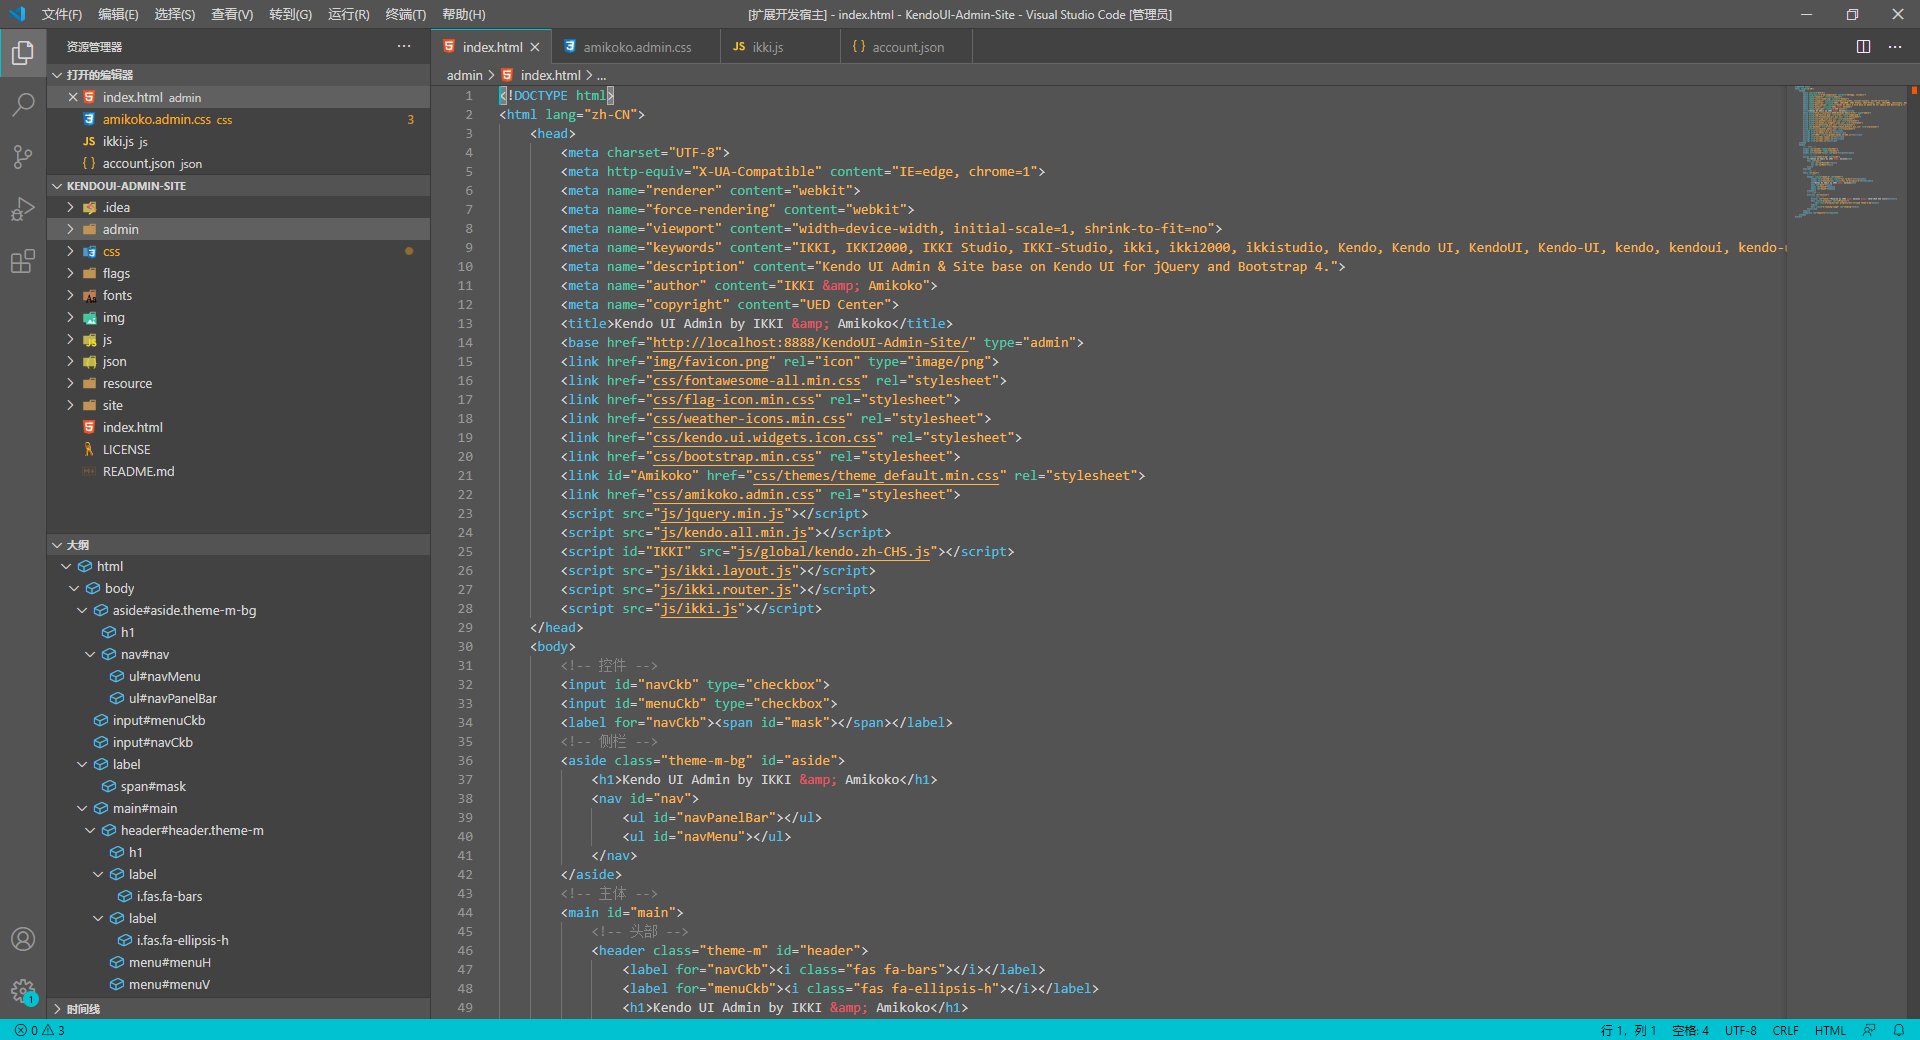 文件(F) 编辑(E) 选择(S) 查看(V) 转到(G) 运行(R) 终端(T) 帮助(H)
[扩展开发宿主] - index.html - KendoUI-Admin-Site - Visual Studio Code [管理员]
资源管理器
打开的编辑器
index.html admin
amikoko.admin.css css 3
ikki.js js
account.json json
KENDOUI-ADMIN-SITE
.idea
admin
css
flags
fonts
img
js
json
resource
site
index.html
LICENSE
README.md
大纲
html
body
aside#aside.theme-m-bg
h1
nav#nav
ul#navMenu
ul#navPanelBar
input#menuCkb
input#navCkb
label
span#mask
main#main
header#header.theme-m
h1
label
i.fas.fa-bars
label
i.fas.fa-ellipsis-h
menu#menuH
menu#menuV
时间线
1
index.html amikoko.admin.css JS ikki.js {} account.json
admin > index.html > ...
1 <!DOCTYPE html>
2 <html lang="zh-CN">
3 <head>
4 <meta charset="UTF-8">
5 <meta http-equiv="X-UA-Compatible" content="IE=edge, chrome=1">
6 <meta name="renderer" content="webkit">
7 <meta name="force-rendering" content="webkit">
8 <meta name="viewport" content="width=device-width, initial-scale=1, shrink-to-fit=no">
9 <meta name="keywords" content="IKKI, IKKI2000, IKKI Studio, IKKI-Studio, ikki, ikki2000, ikkistudio, Kendo, Kendo UI, KendoUI, Kendo-UI, kendo, kendoui, kendo-
10 <meta name="description" content="Kendo UI Admin & Site base on Kendo UI for jQuery and Bootstrap 4.">
11 <meta name="author" content="IKKI &amp; Amikoko">
12 <meta name="copyright" content="UED Center">
13 <title>Kendo UI Admin by IKKI &amp; Amikoko</title>
14 <base href="http://localhost:8888/KendoUI-Admin-Site/" type="admin">
15 <link href="img/favicon.png" rel="icon" type="image/png">
16 <link href="css/fontawesome-all.min.css" rel="stylesheet">
17 <link href="css/flag-icon.min.css" rel="stylesheet">
18 <link href="css/weather-icons.min.css" rel="stylesheet">
19 <link href="css/kendo.ui.widgets.icon.css" rel="stylesheet">
20 <link href="css/bootstrap.min.css" rel="stylesheet">
21 <link id="Amikoko" href="css/themes/theme_default.min.css" rel="stylesheet">
22 <link href="css/amikoko.admin.css" rel="stylesheet">
23 <script src="js/jquery.min.js"></script>
24 <script src="js/kendo.all.min.js"></script>
25 <script id="IKKI" src="js/global/kendo.zh-CHS.js"></script>
26 <script src="js/ikki.layout.js"></script>
27 <script src="js/ikki.router.js"></script>
28 <script src="js/ikki.js"></script>
29 </head>
30 <body>
31 <!-- 控件 -->
32 <input id="navCkb" type="checkbox">
33 <input id="menuCkb" type="checkbox">
34 <label for="navCkb"><span id="mask"></span></label>
35 <!-- 侧栏 -->
36 <aside class="theme-m-bg" id="aside">
37 <h1>Kendo UI Admin by IKKI &amp; Amikoko</h1>
38 <nav id="nav">
39 <ul id="navPanelBar"></ul>
40 <ul id="navMenu"></ul>
41 </nav>
42 </aside>
43 <!-- 主体 -->
44 <main id="main">
45 <!-- 头部 -->
46 <header class="theme-m" id="header">
47 <label for="navCkb"><i class="fas fa-bars"></i></label>
48 <label for="menuCkb"><i class="fas fa-ellipsis-h"></i></label>
49 <h1>Kendo UI Admin by IKKI &amp; Amikoko</h1>
0 3 行 1，列 1 空格: 4 UTF-8 CRLF HTML